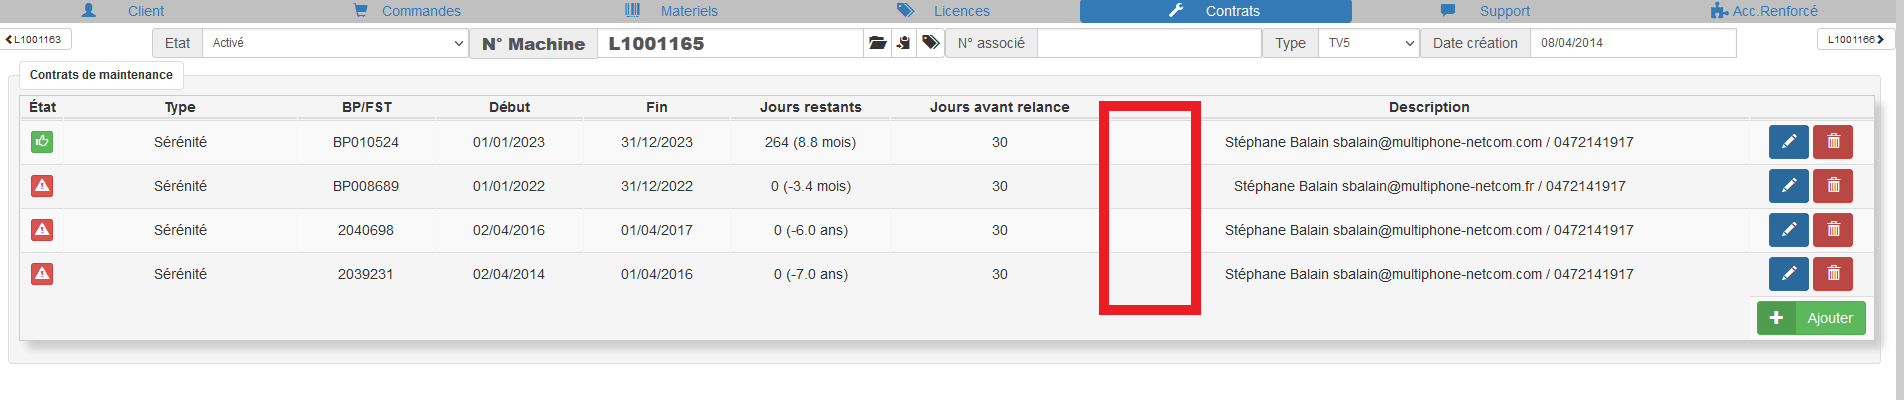 Client Commandes Materiels Licences Contrats Support Acc.Renforcé
L1001163 Etat Activé N° Machine L1001165 N° associé Type TV5 Date création 08/04/2014 L1001166
Contrats de maintenance
État Type BP/FST Début Fin Jours restants Jours avant relance Description
Sérénité BP010524 01/01/2023 31/12/2023 264 (8.8 mois) 30 Stéphane Balain sbalain@multiphone-netcom.com / 0472141917
Sérénité BP008689 01/01/2022 31/12/2022 0 (-3.4 mois) 30 Stéphane Balain sbalain@multiphone-netcom.fr / 0472141917
Sérénité 2040698 02/04/2016 01/04/2017 0 (-6.0 ans) 30 Stéphane Balain sbalain@multiphone-netcom.com / 0472141917
Sérénité 2039231 02/04/2014 01/04/2016 0 (-7.0 ans) 30 Stéphane Balain sbalain@multiphone-netcom.com / 0472141917
Ajouter